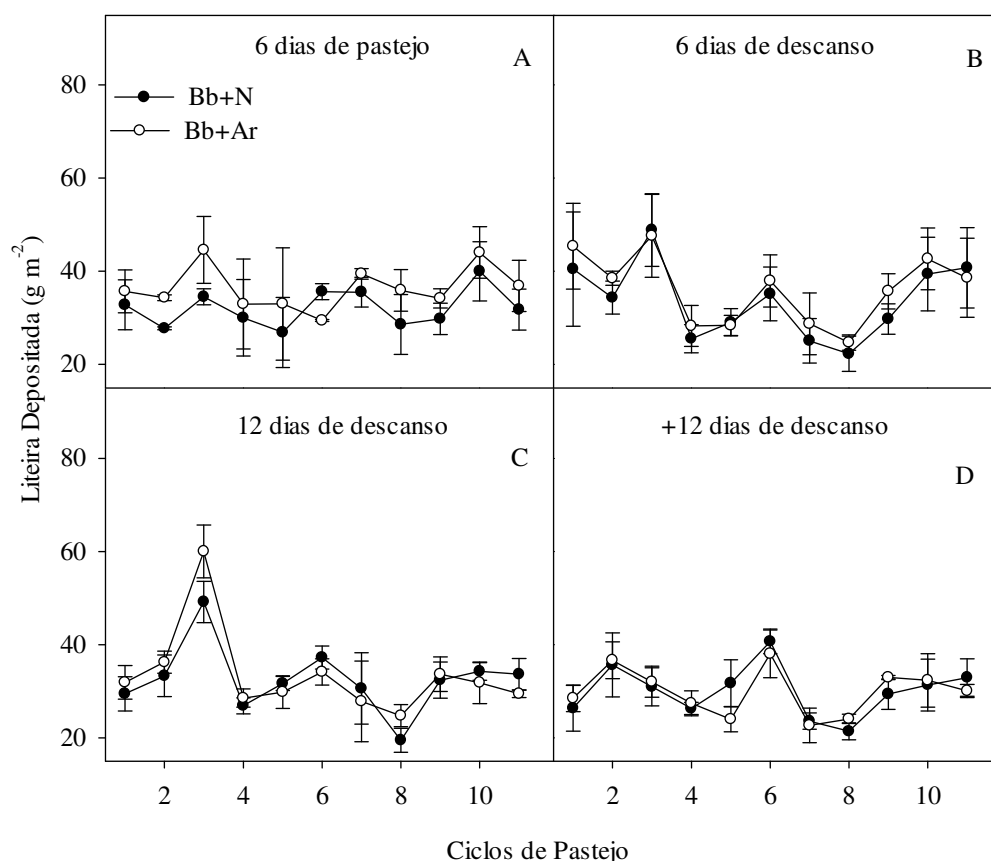 6 dias de pastejo
A
6 dias de descanso
B
80
Bb+N
Bb+Ar
60
40
20
12 dias de descanso
C
+12 dias de descanso
D
80
60
40
20
Liteira Depositada (g m⁻²)
2 4 6 8 10
2 4 6 8 10
Ciclos de Pastejo